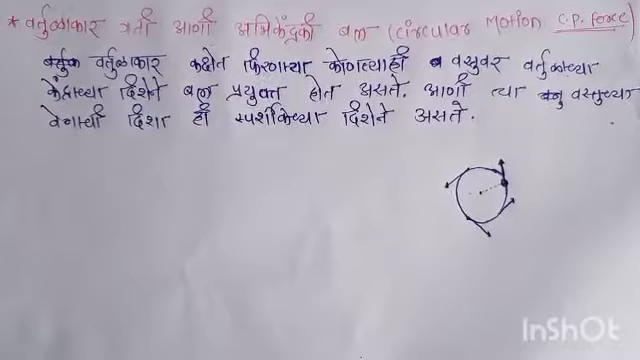 * वर्तुळाकार गती आणी अभिकेंद्रकी बल (Circular Motion C.P. Force)
वर्तुळाकार कक्षेत फिरणाऱ्या कोणत्याही वस्तुवर वर्तुळाच्या
केंद्राच्या दिशेने बल प्रयुक्त होत असते. आणी त्या वस्तुच्या
वेगाची दिशा ही स्पर्शिकेच्या दिशेने असते.
InShOt